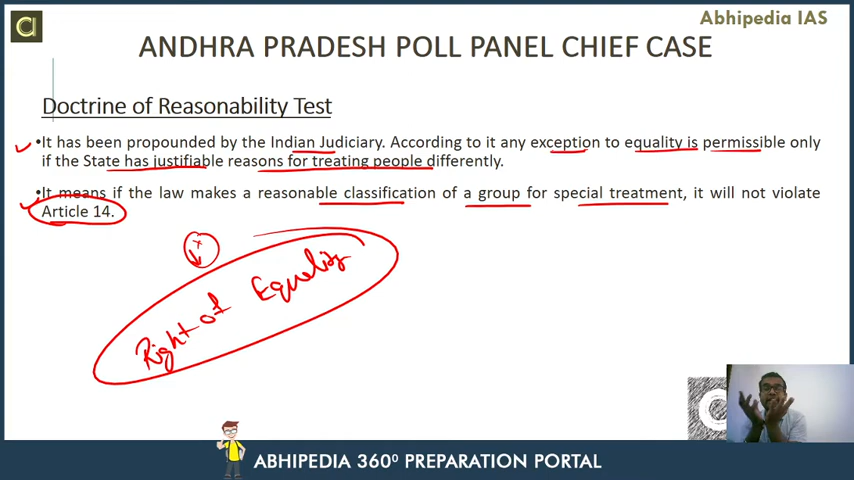 Abhipedia IAS
ANDHRA PRADESH POLL PANEL CHIEF CASE
Doctrine of Reasonability Test
•It has been propounded by the Indian Judiciary. According to it any exception to equality is permissible only
if the State has justifiable reasons for treating people differently.
•It means if the law makes a reasonable classification of a group for special treatment, it will not violate
Article 14.
Right of Equality
ABHIPEDIA 360⁰ PREPARATION PORTAL